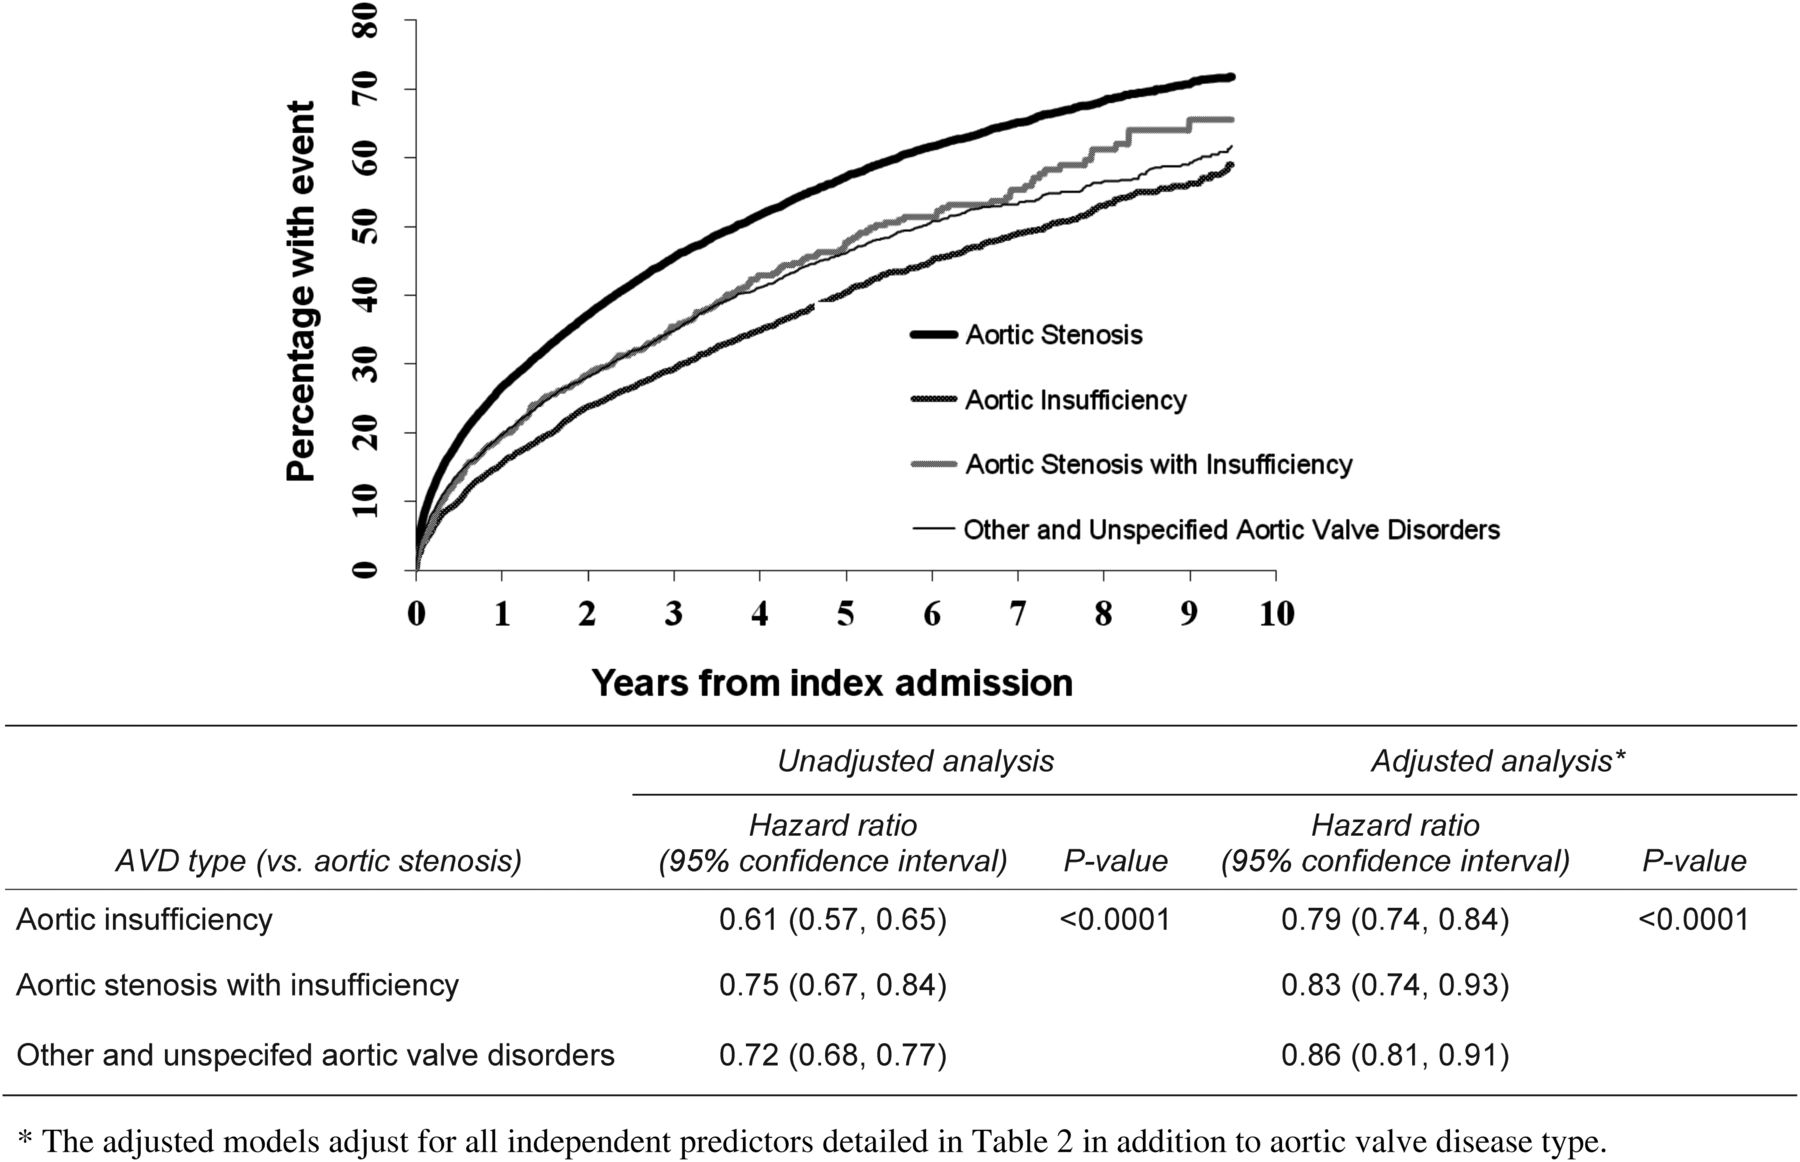 80
70
60
50
40
30
20
10
0
Percentage with event
Aortic Stenosis
Aortic Insufficiency
Aortic Stenosis with Insufficiency
Other and Unspecified Aortic Valve Disorders
0 1 2 3 4 5 6 7 8 9 10
Years from index admission
Unadjusted analysis Adjusted analysis*
Hazard ratio Hazard ratio
AVD type (vs. aortic stenosis) (95% confidence interval) P-value (95% confidence interval) P-value
Aortic insufficiency 0.61 (0.57, 0.65) <0.0001 0.79 (0.74, 0.84) <0.0001
Aortic stenosis with insufficiency 0.75 (0.67, 0.84) 0.83 (0.74, 0.93)
Other and unspecifed aortic valve disorders 0.72 (0.68, 0.77) 0.86 (0.81, 0.91)
* The adjusted models adjust for all independent predictors detailed in Table 2 in addition to aortic valve disease type.